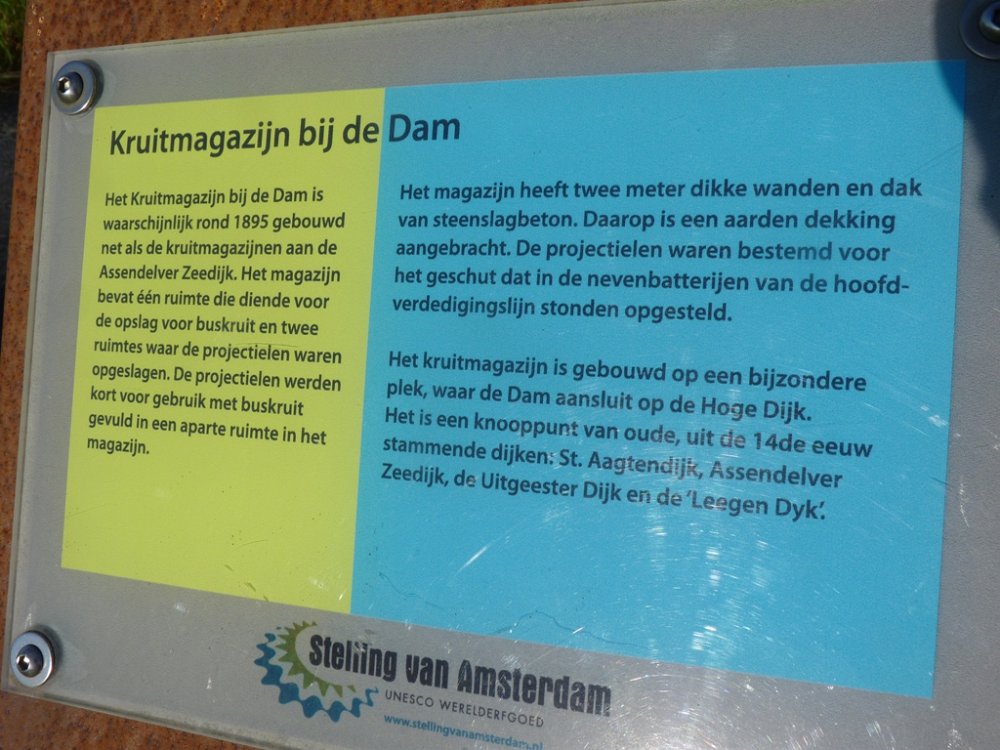 Kruitmagazijn bij de Dam
Het Kruitmagazijn bij de Dam is
waarschijnlijk rond 1895 gebouwd
net als de kruitmagazijnen aan de
Assendelver Zeedijk. Het magazijn
bevat één ruimte die diende voor
de opslag voor buskruit en twee
ruimtes waar de projectielen waren
opgeslagen. De projectielen werden
kort voor gebruik met buskruit
gevuld in een aparte ruimte in het
magazijn.
Het magazijn heeft twee meter dikke wanden en dak
van steenslagbeton. Daarop is een aarden dekking
aangebracht. De projectielen waren bestemd voor
het geschut dat in de nevenbatterijen van de hoofd-
verdedigingslijn stonden opgesteld.
Het kruitmagazijn is gebouwd op een bijzondere
plek, waar de Dam aansluit op de Hoge Dijk.
Het is een knooppunt van oude, uit de 14de eeuw
stammende dijken: St. Aagtendijk, Assendelver
Zeedijk, de Uitgeester Dijk en de 'Leegen Dyk'.
Stelling van Amsterdam
UNESCO WERELDERFGOED
www.stellingvanamsterdam.nl